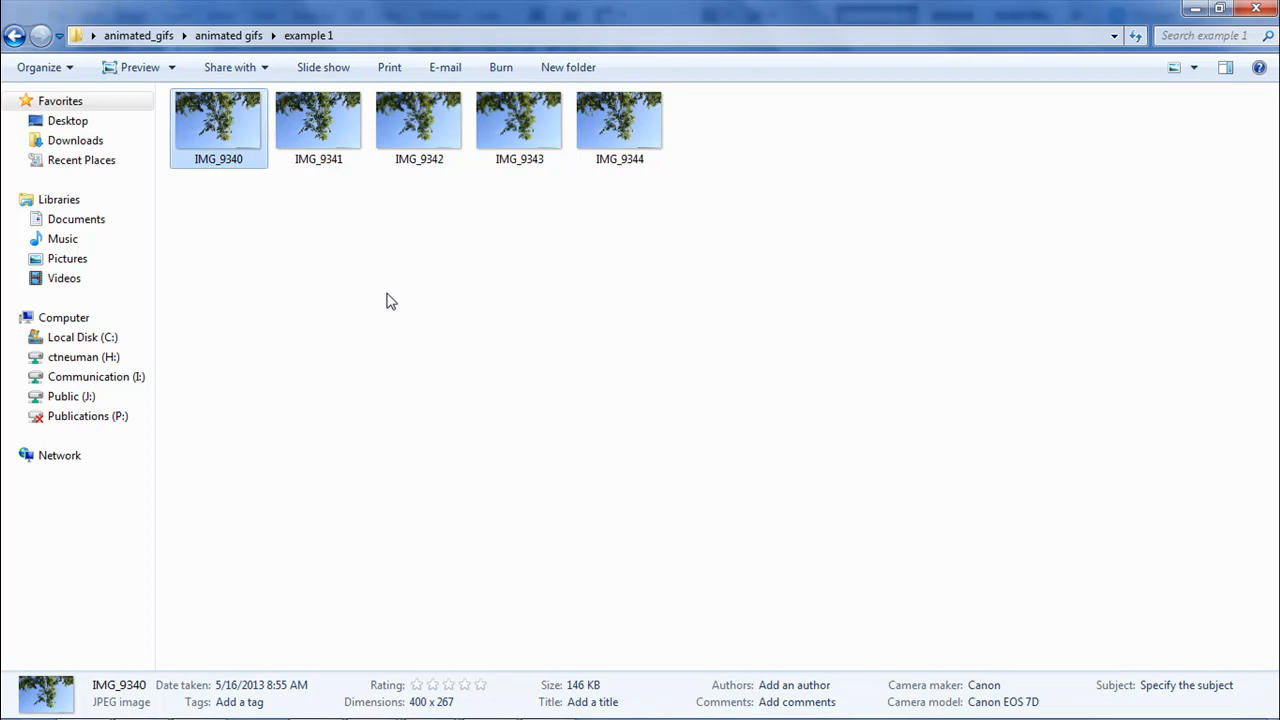 animated_gifs animated gifs example 1 Search example 1
Organize Preview Share with Slide show Print E-mail Burn New folder
Favorites
Desktop
Downloads
Recent Places
Libraries
Documents
Music
Pictures
Videos
Computer
Local Disk (C:)
ctneuman (H:)
Communication (I:)
Public (J:)
Publications (P:)
Network
IMG_9340 IMG_9341 IMG_9342 IMG_9343 IMG_9344
IMG_9340 Date taken: 5/16/2013 8:55 AM Rating: Size: 146 KB Authors: Add an author Camera maker: Canon Subject: Specify the subject
JPEG image Tags: Add a tag Dimensions: 400 x 267 Title: Add a title Comments: Add comments Camera model: Canon EOS 7D